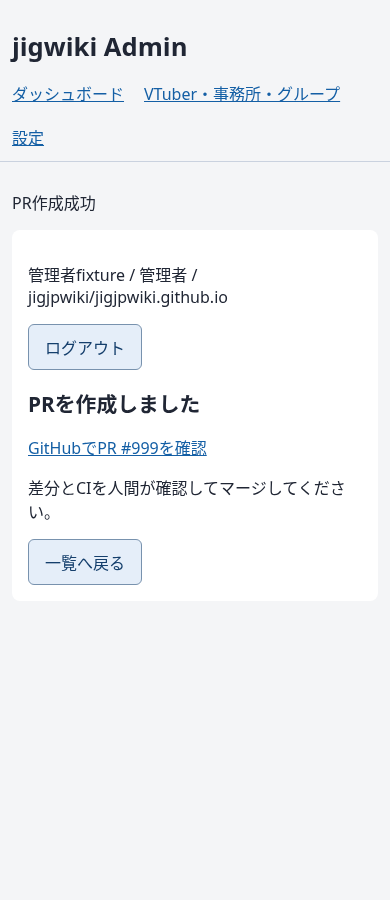 jigwiki Admin
ダッシュボード VTuber・事務所・グループ
設定
PR作成成功
管理者fixture / 管理者 /
jigjpwiki/jigjpwiki.github.io
ログアウト
PRを作成しました
GitHubでPR #999を確認
差分とCIを人間が確認してマージしてくださ
い。
一覧へ戻る